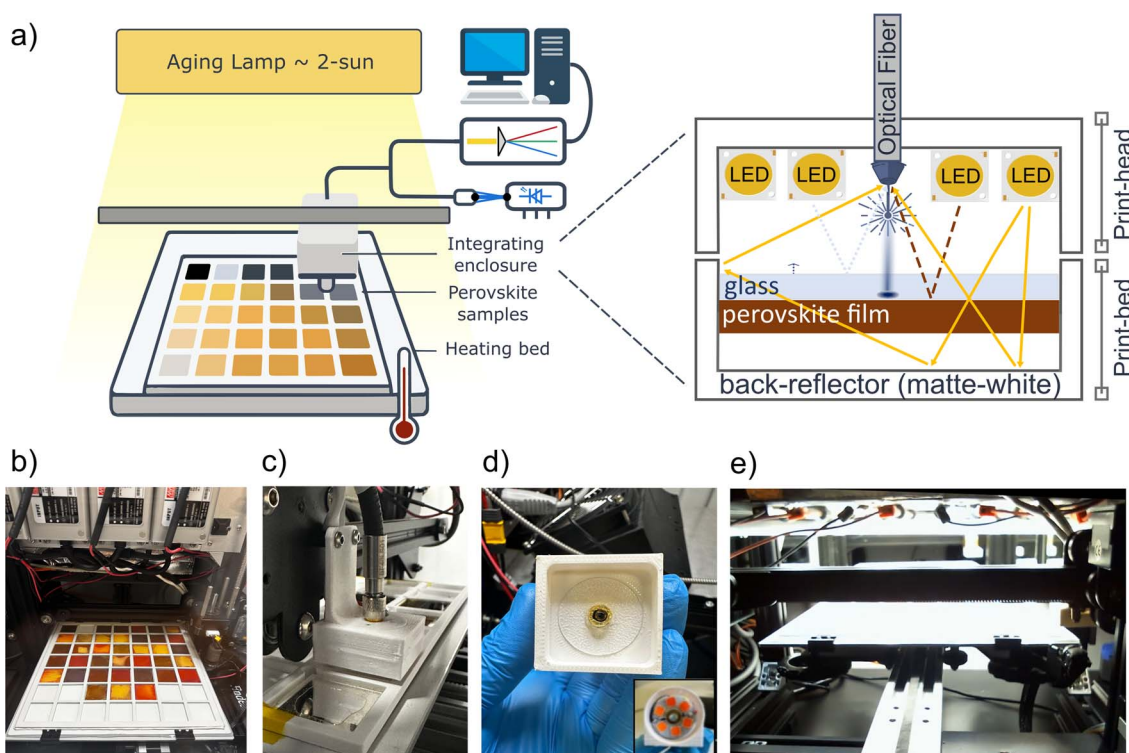 a)
Aging Lamp ~ 2-sun
Integrating
enclosure
Perovskite
samples
Heating bed
Optical Fiber
LED
LED
LED
LED
glass
perovskite film
back-reflector (matte-white)
Print-head
Print-bed
b)
c)
d)
e)